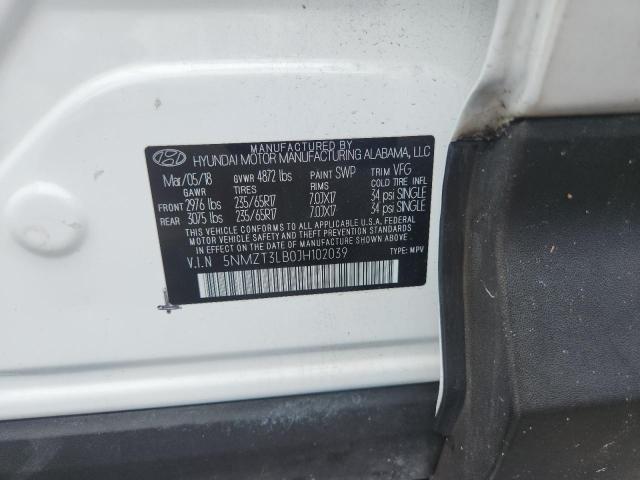 MANUFACTURED BY
HYUNDAI MOTOR MANUFACTURING ALABAMA, LLC
Mar/05/18 GVWR 4872 lbs PAINT SWP TRIM VFG
GAWR TIRES RIMS COLD TIRE INFL
FRONT 2976 lbs 235/65R17 7.0JX17 34 psi SINGLE
REAR 3075 lbs 235/65R17 7.0JX17 34 psi SINGLE
THIS VEHICLE CONFORMS TO ALL APPLICABLE U.S.A FEDERAL
MOTOR VEHICLE SAFETY, BUMPER, AND THEFT PREVENTION
STANDARDS IN EFFECT ON THE DATE OF MANUFACTURE SHOWN ABOVE.
V.I.N 5NMZT3LB0JH102039 TYPE: MPV